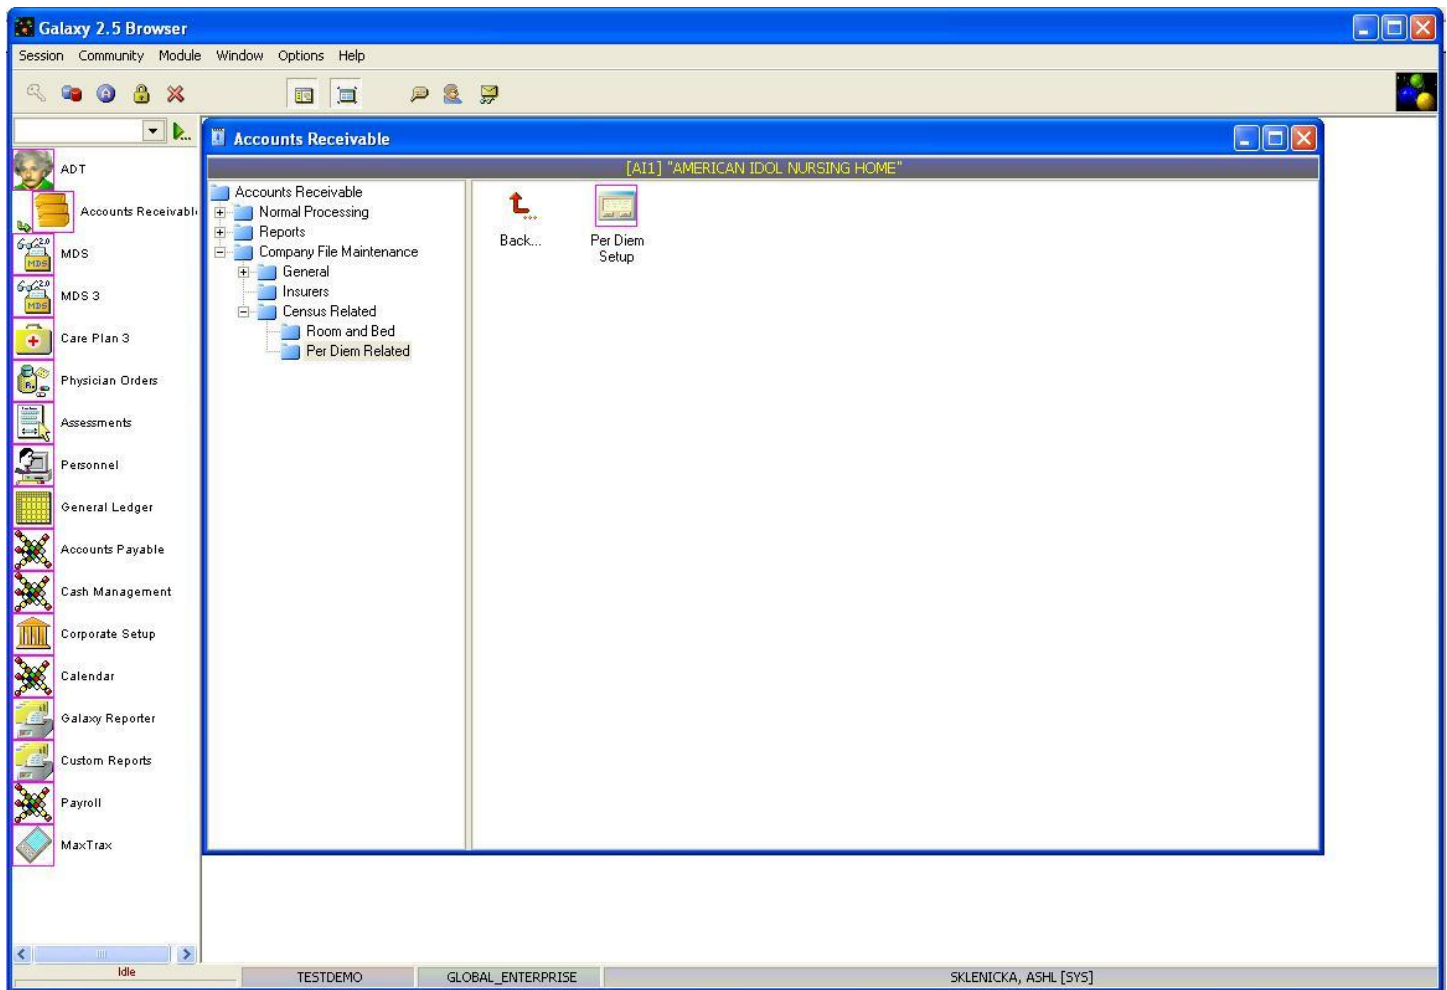 Galaxy 2.5 Browser
Session Community Module Window Options Help
Accounts Receivable
[AI1] "AMERICAN IDOL NURSING HOME"
ADT
Accounts Receivabl
MDS
MDS 3
Care Plan 3
Physician Orders
Assessments
Personnel
General Ledger
Accounts Payable
Cash Management
Corporate Setup
Calendar
Galaxy Reporter
Custom Reports
Payroll
MaxTrax
Accounts Receivable
Normal Processing
Reports
Company File Maintenance
General
Insurers
Census Related
Room and Bed
Per Diem Related
Back...
Per Diem
Setup
Idle
TESTDEMO
GLOBAL_ENTERPRISE
SKLENICKA, ASHL [SYS]